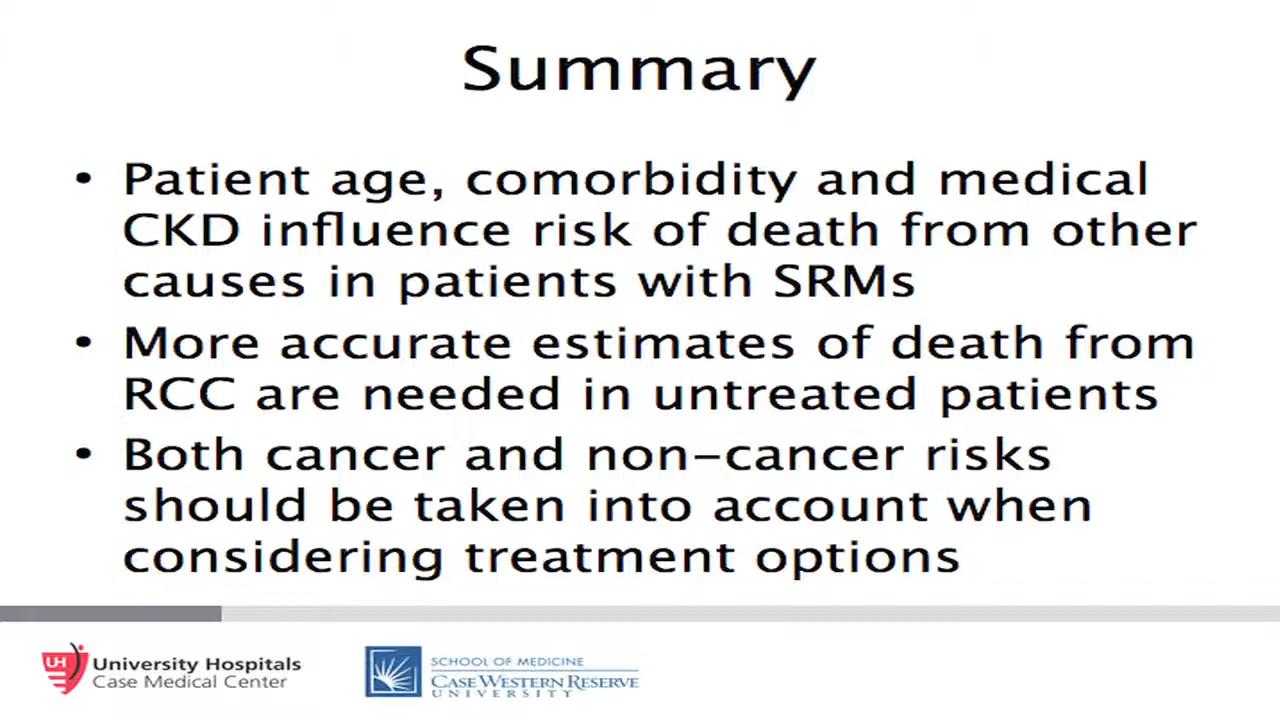 Summary
• Patient age, comorbidity and medical
CKD influence risk of death from other
causes in patients with SRMs
• More accurate estimates of death from
RCC are needed in untreated patients
• Both cancer and non-cancer risks
should be taken into account when
considering treatment options
UH
University Hospitals
Case Medical Center
SCHOOL OF MEDICINE
CASE WESTERN RESERVE
UNIVERSITY